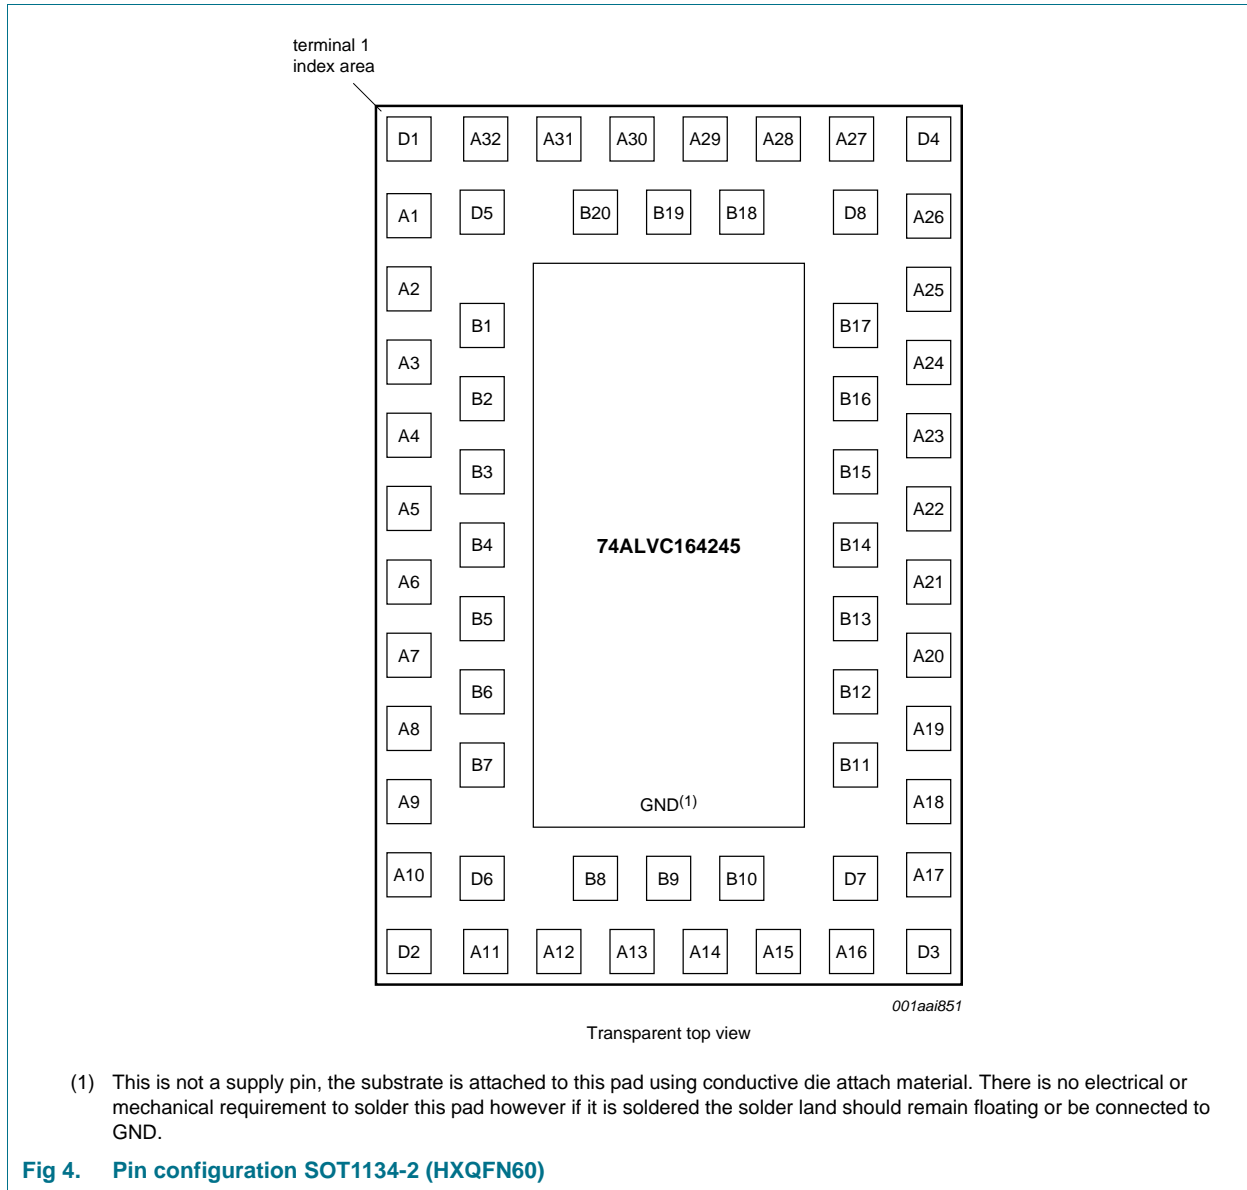 terminal 1
index area
D1 A32 A31 A30 A29 A28 A27 D4
A1 D5 B20 B19 B18 D8 A26
A2 A25
B1 B17
A3 A24
B2 B16
A4 A23
B3 B15
A5 A22
B4 74ALVC164245 B14
A6 A21
B5 B13
A7 A20
B6 B12
A8 A19
B7 B11
A9 GND(1) A18
A10 D6 B8 B9 B10 D7 A17
D2 A11 A12 A13 A14 A15 A16 D3
001aai851
Transparent top view
(1) This is not a supply pin, the substrate is attached to this pad using conductive die attach material. There is no electrical or
mechanical requirement to solder this pad however if it is soldered the solder land should remain floating or be connected to
GND.
Fig 4. Pin configuration SOT1134-2 (HXQFN60)